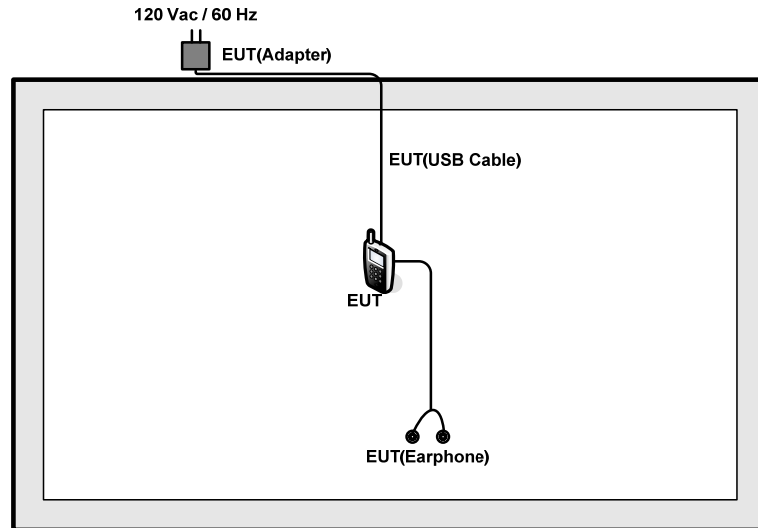 120 Vac / 60 Hz
EUT(Adapter)
EUT(USB Cable)
EUT
EUT(Earphone)